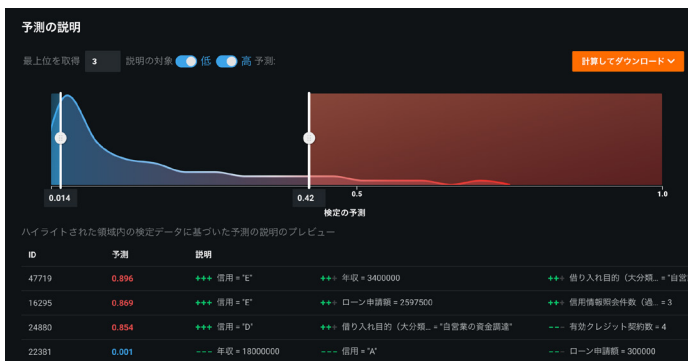 予測の説明
最上位を取得 3 説明の対象 低 高 予測:
計算してダウンロード
0.014 0.42 0.5 1.0
検定の予測
ハイライトされた領域内の検定データに基づいた予測の説明のプレビュー
ID 予測 説明
47719 0.896 +++ 信用 = "E" +++ 年収 = 3400000 +++ 借り入れ目的（大分類... = "自営
16295 0.869 +++ 信用 = "E" +++ ローン申請額 = 2597500 +++ 信用情報照会件数（過... = 3
24880 0.854 +++ 信用 = "D" +++ 借り入れ目的（大分類... = "自営業の資金調達" --- 有効クレジット契約数 = 4
22381 0.001 --- 年収 = 18000000 --- 信用 = "A" --- ローン申請額 = 300000